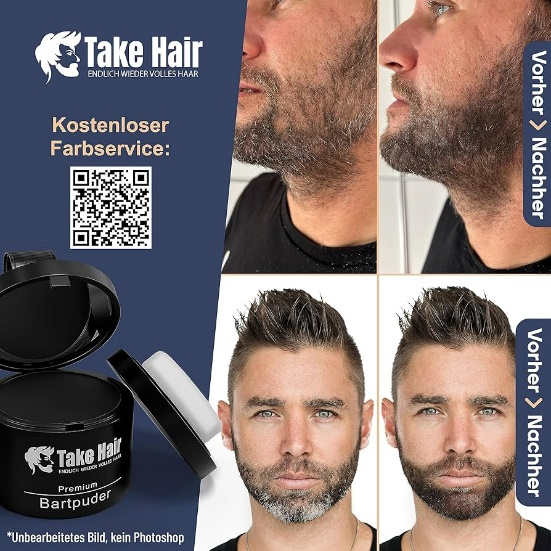 Take Hair
ENDLICH WIEDER VOLLES HAAR
Kostenloser
Farbservice:
Vorher > Nachher
Vorher > Nachher
Take Hair
ENDLICH WIEDER VOLLES HAAR
Premium
Bartpuder
*Unbearbeitetes Bild, kein Photoshop